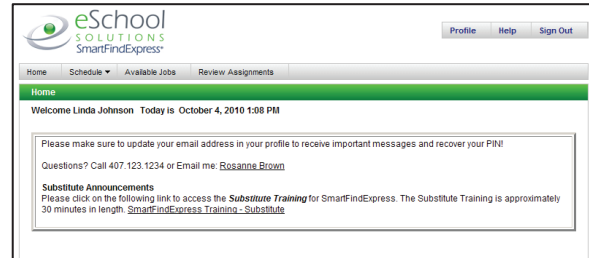 eSchool
SOLUTIONS
SmartFindExpress
Profile Help Sign Out
Home Schedule Available Jobs Review Assignments
Home
Welcome Linda Johnson Today is October 4, 2010 1:08 PM
Please make sure to update your email address in your profile to receive important messages and recover your PIN!
Questions? Call 407.123.1234 or Email me: Rosanne Brown
Substitute Announcements
Please click on the following link to access the Substitute Training for SmartFindExpress. The Substitute Training is approximately
30 minutes in length. SmartFindExpress Training - Substitute